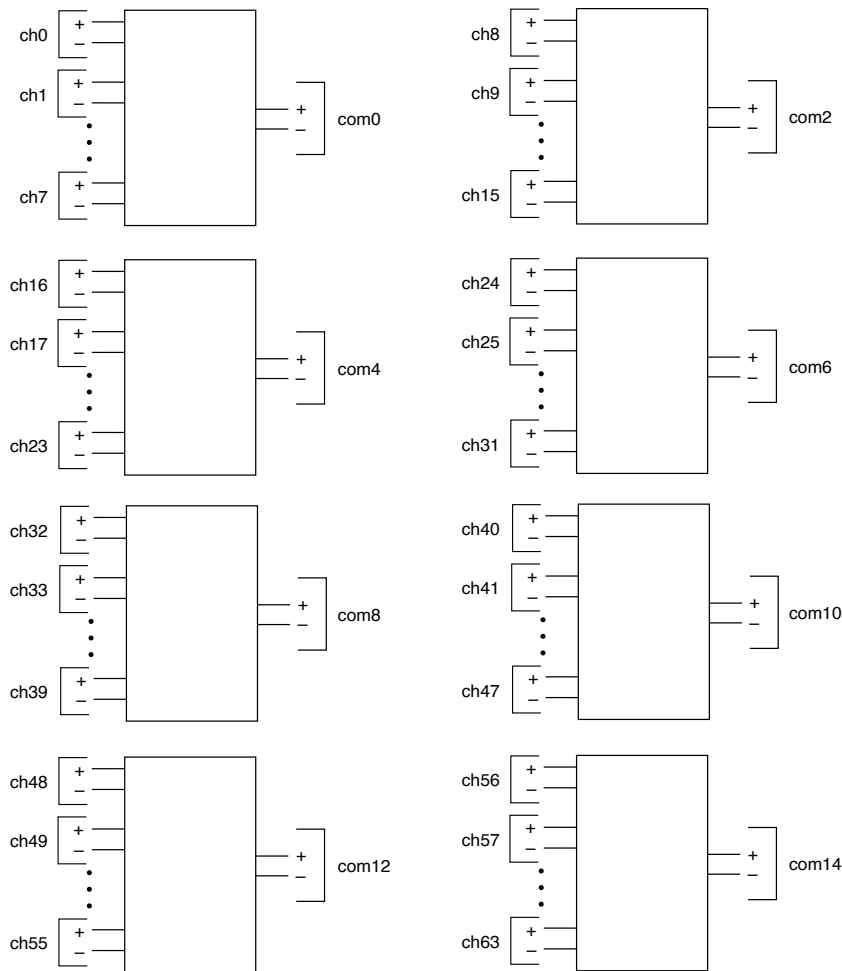 ch0 + −
ch1 + −
ch7 + −
+ − com0
ch8 + −
ch9 + −
ch15 + −
+ − com2
ch16 + −
ch17 + −
ch23 + −
+ − com4
ch24 + −
ch25 + −
ch31 + −
+ − com6
ch32 + −
ch33 + −
ch39 + −
+ − com8
ch40 + −
ch41 + −
ch47 + −
+ − com10
ch48 + −
ch49 + −
ch55 + −
+ − com12
ch56 + −
ch57 + −
ch63 + −
+ − com14